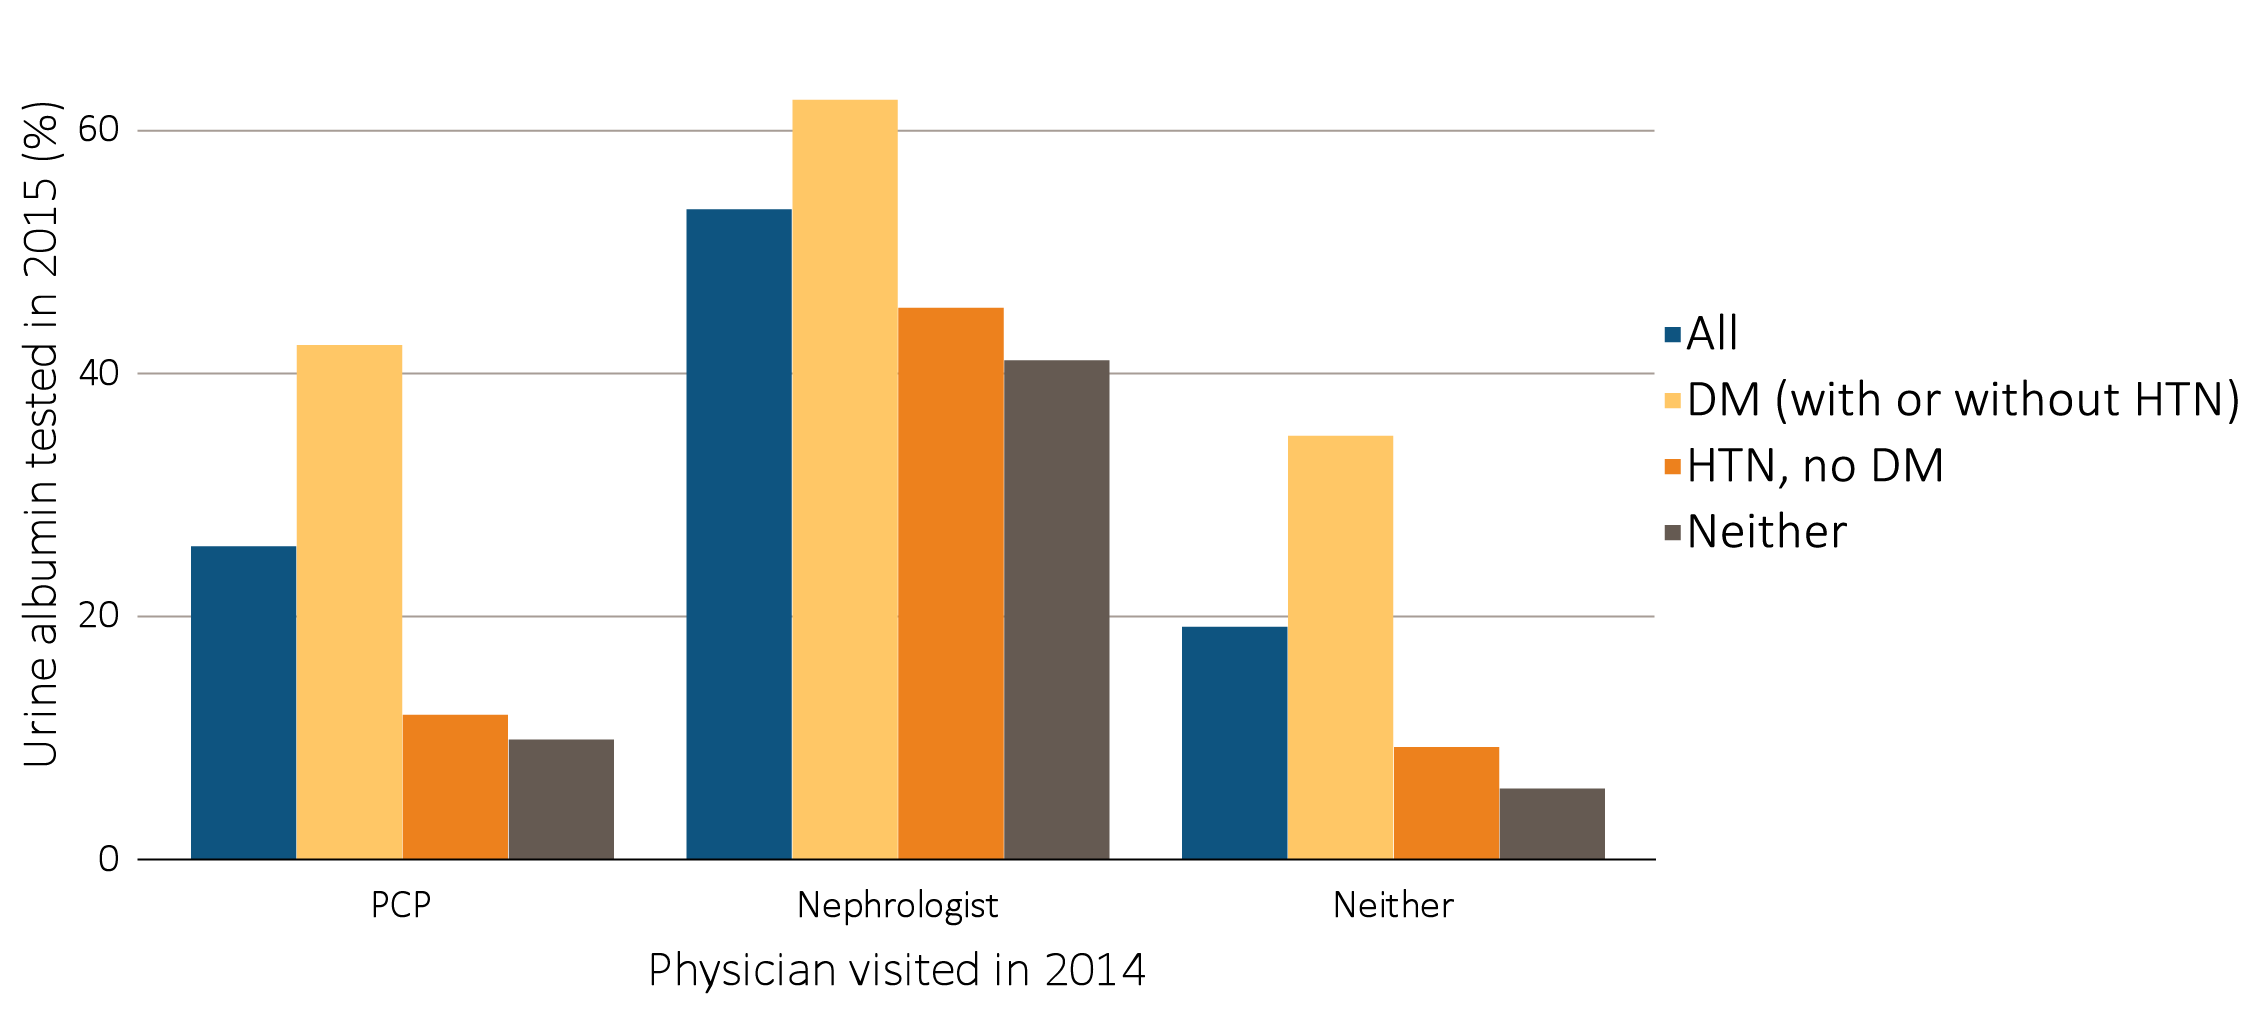 Urine albumin tested in 2015 (%)
60
40
20
0
PCP
Nephrologist
Neither
Physician visited in 2014
All
DM (with or without HTN)
HTN, no DM
Neither